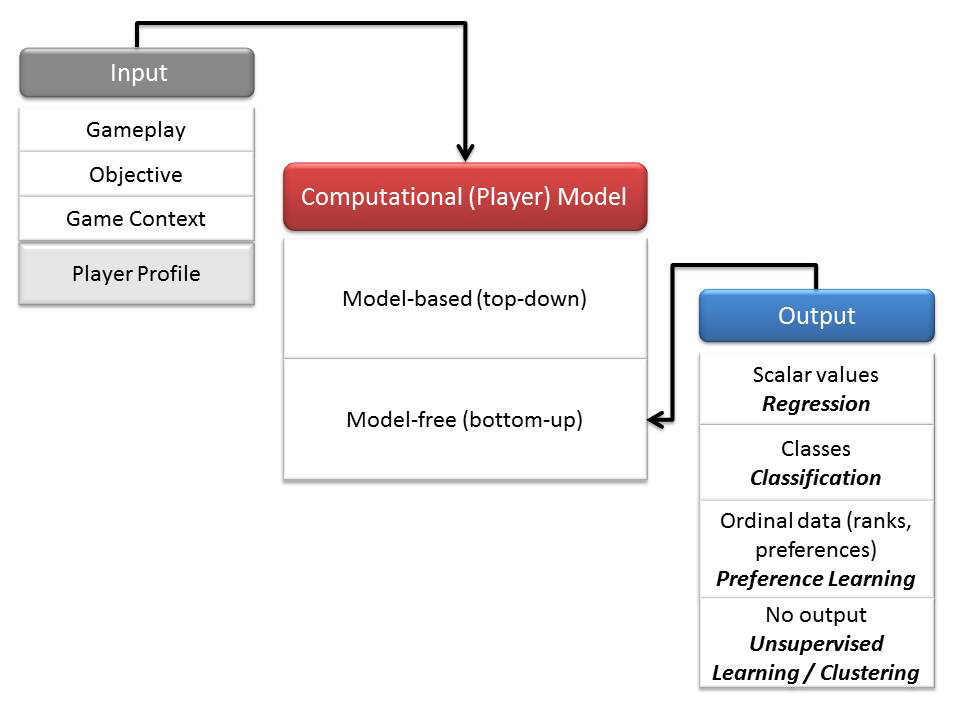 Input
Gameplay
Objective
Game Context
Player Profile
Computational (Player) Model
Model-based (top-down)
Model-free (bottom-up)
Output
Scalar values
Regression
Classes
Classification
Ordinal data (ranks,
preferences)
Preference Learning
No output
Unsupervised
Learning / Clustering